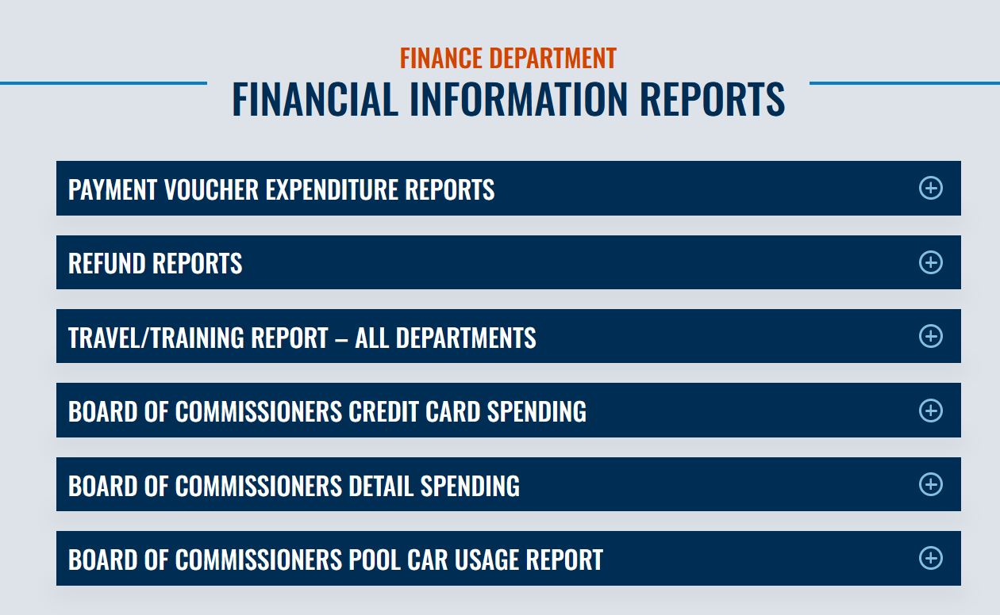 FINANCE DEPARTMENT
FINANCIAL INFORMATION REPORTS
PAYMENT VOUCHER EXPENDITURE REPORTS
REFUND REPORTS
TRAVEL/TRAINING REPORT – ALL DEPARTMENTS
BOARD OF COMMISSIONERS CREDIT CARD SPENDING
BOARD OF COMMISSIONERS DETAIL SPENDING
BOARD OF COMMISSIONERS POOL CAR USAGE REPORT